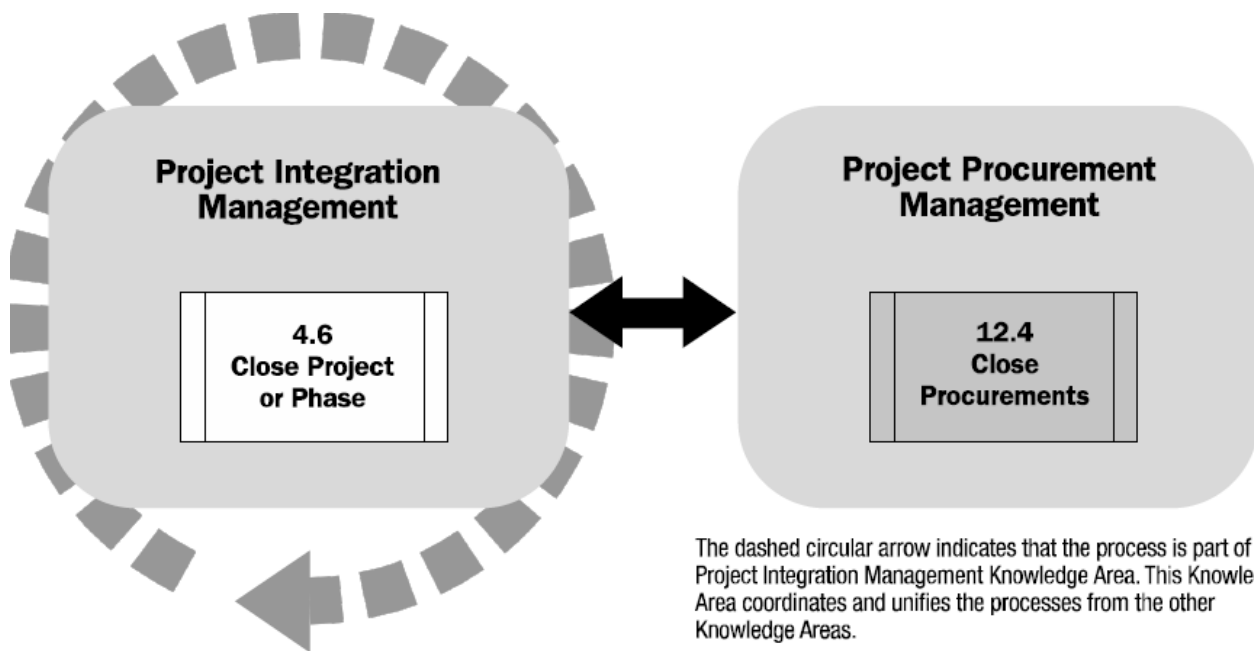 Project Integration
Management
4.6
Close Project
or Phase
Project Procurement
Management
12.4
Close
Procurements
The dashed circular arrow indicates that the process is part of
Project Integration Management Knowledge Area. This Knowle
Area coordinates and unifies the processes from the other
Knowledge Areas.